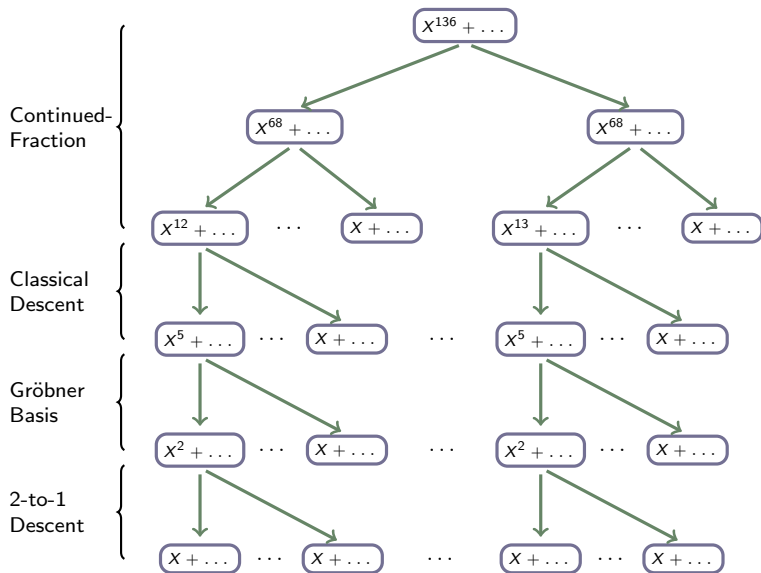 X^136 + ...
Continued-
Fraction
X^68 + ... X^68 + ...
X^12 + ... ... X + ... X^13 + ... ... X + ...
Classical
Descent
X^5 + ... ... X + ... ... X^5 + ... ... X + ...
Gröbner
Basis
X^2 + ... ... X + ... ... X^2 + ... ... X + ...
2-to-1
Descent
X + ... ... X + ... ... X + ... ... X + ...